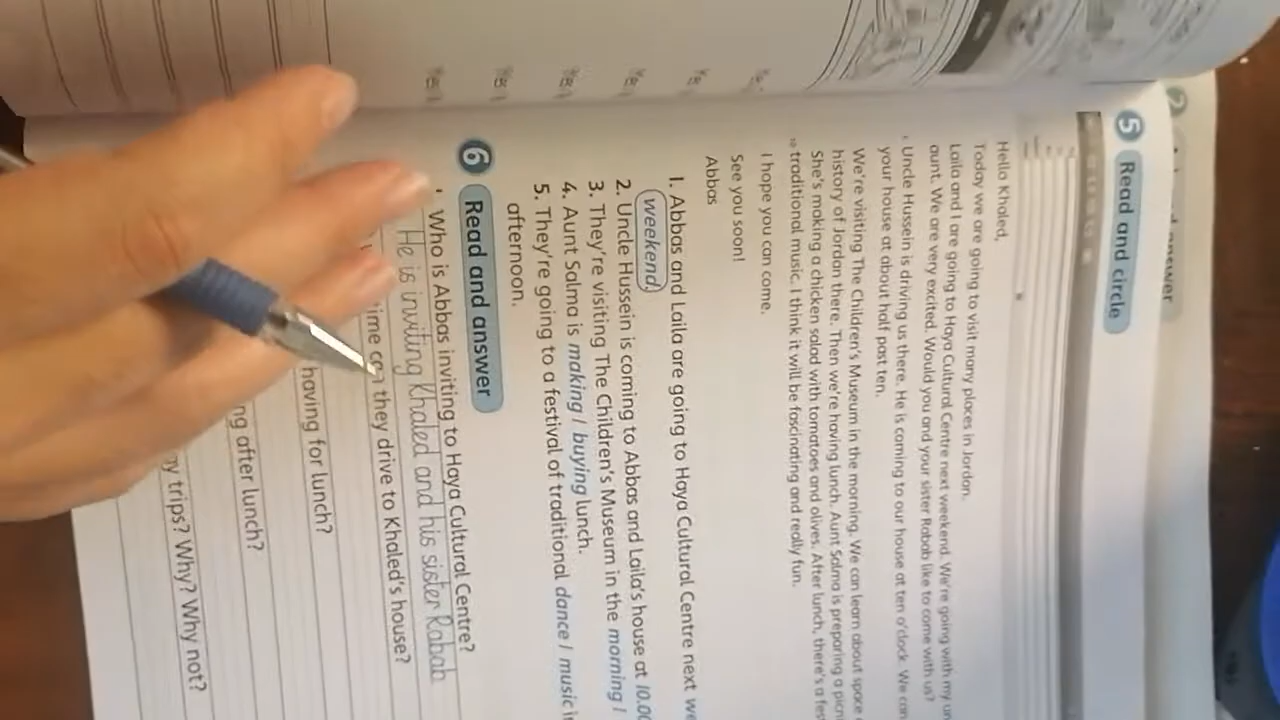 5 Read and circle
Hello Khaled,
Today we are going to visit many places in Jordan.
Laila and I are going to Haya Cultural Centre next weekend. We're going with my
aunt. We are very excited. Would you and your sister Rabab like to come with us?
Uncle Hussein is driving us there. He is coming to our house at ten o'clock. We can
your house at about half past ten.
We're visiting The Children's Museum in the morning. We can learn about space
history of Jordan there. Then we're having lunch. Aunt Salma is preparing a
She's making a chicken salad with tomatoes and olives. After lunch, there's a
traditional music. I think it will be fascinating and really fun.
I hope you can come.
See you soon!
Abbas
1. Abbas and Laila are going to Haya Cultural Centre next
weekend.
2. Uncle Hussein is coming to Abbas and Laila's house at
3. They're visiting The Children's Museum in the morning /
4. Aunt Salma is making / buying lunch.
5. They're going to a festival of traditional dance / music
afternoon.
6 Read and answer
Who is Abbas inviting to Haya Cultural Centre?
He is inviting Khaled and his sister Rabab
they drive to Khaled's house?
having for lunch?
after lunch?
trips? Why? Why not?